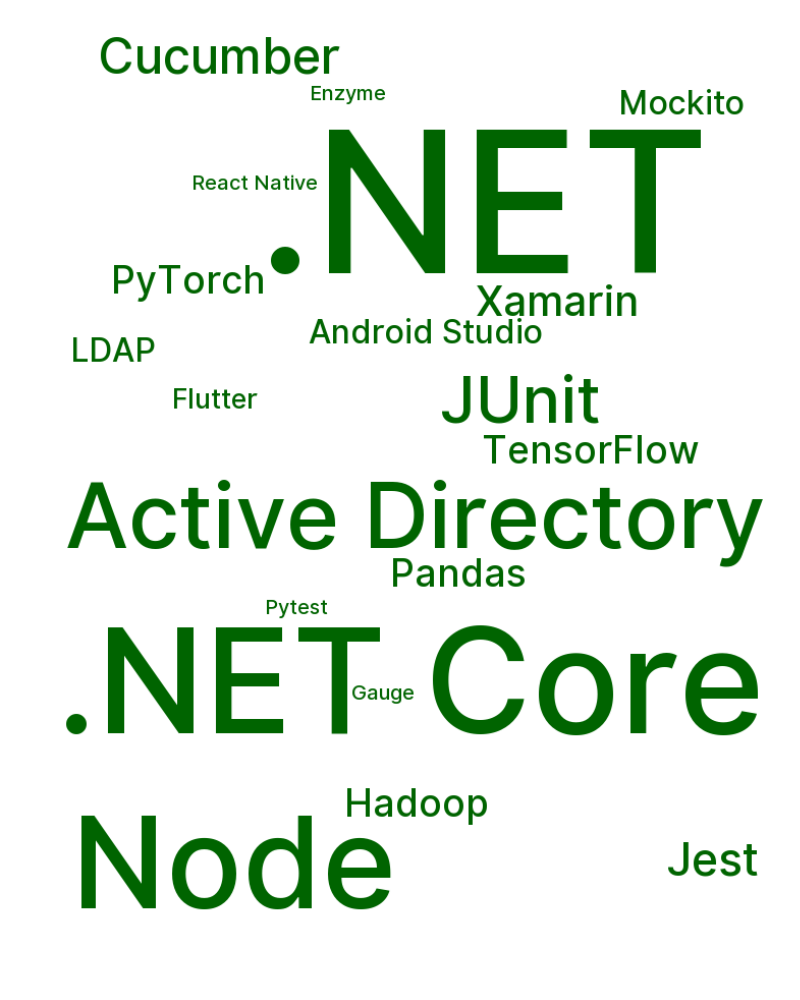 Cucumber
Enzyme
Mockito
.NET
React Native
PyTorch
Xamarin
Android Studio
LDAP
Flutter
JUnit
TensorFlow
Active Directory
Pandas
Pytest
.NET Core
Gauge
Hadoop
Node
Jest